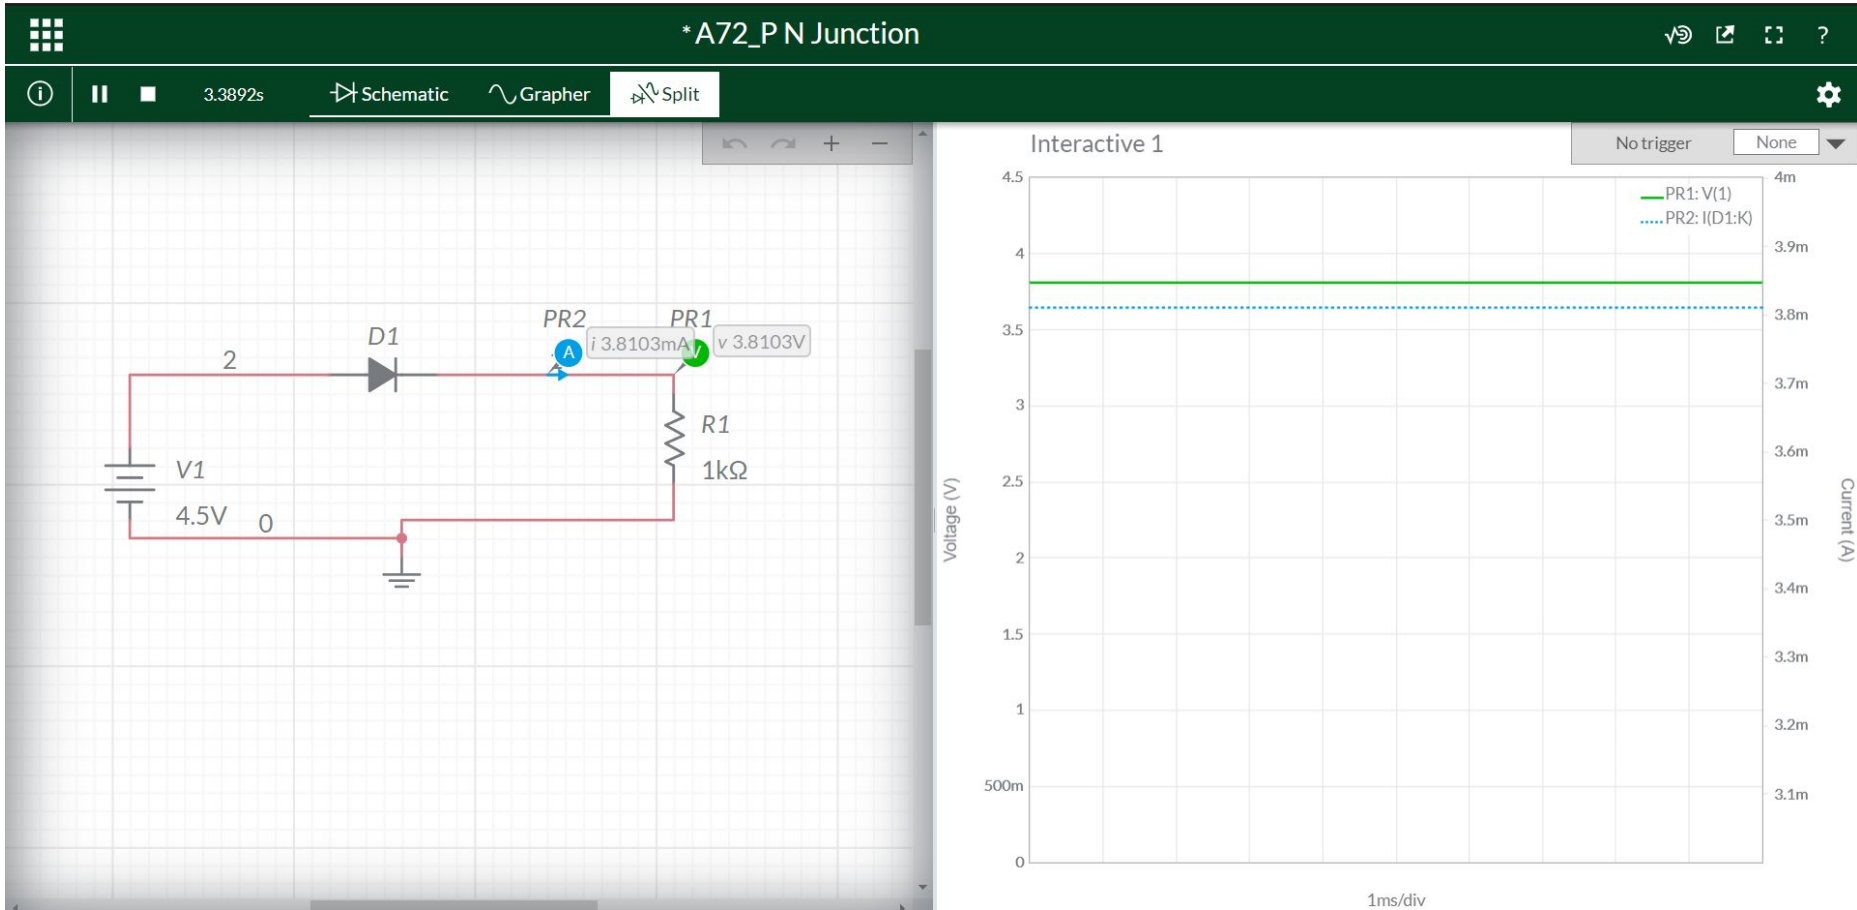 *A72_P N Junction
?
3.3892s
Schematic
Grapher
Split
Interactive 1
No trigger
None
PR2
PR1
A
i 3.8103mA
V
v 3.8103V
D1
2
1
R1
1kΩ
V1
4.5V
0
PR1: V(1)
PR2: I(D1:K)
4.5
4
3.5
3
2.5
2
1.5
1
500m
0
Voltage (V)
4m
3.9m
3.8m
3.7m
3.6m
3.5m
3.4m
3.3m
3.2m
3.1m
Current (A)
1ms/div